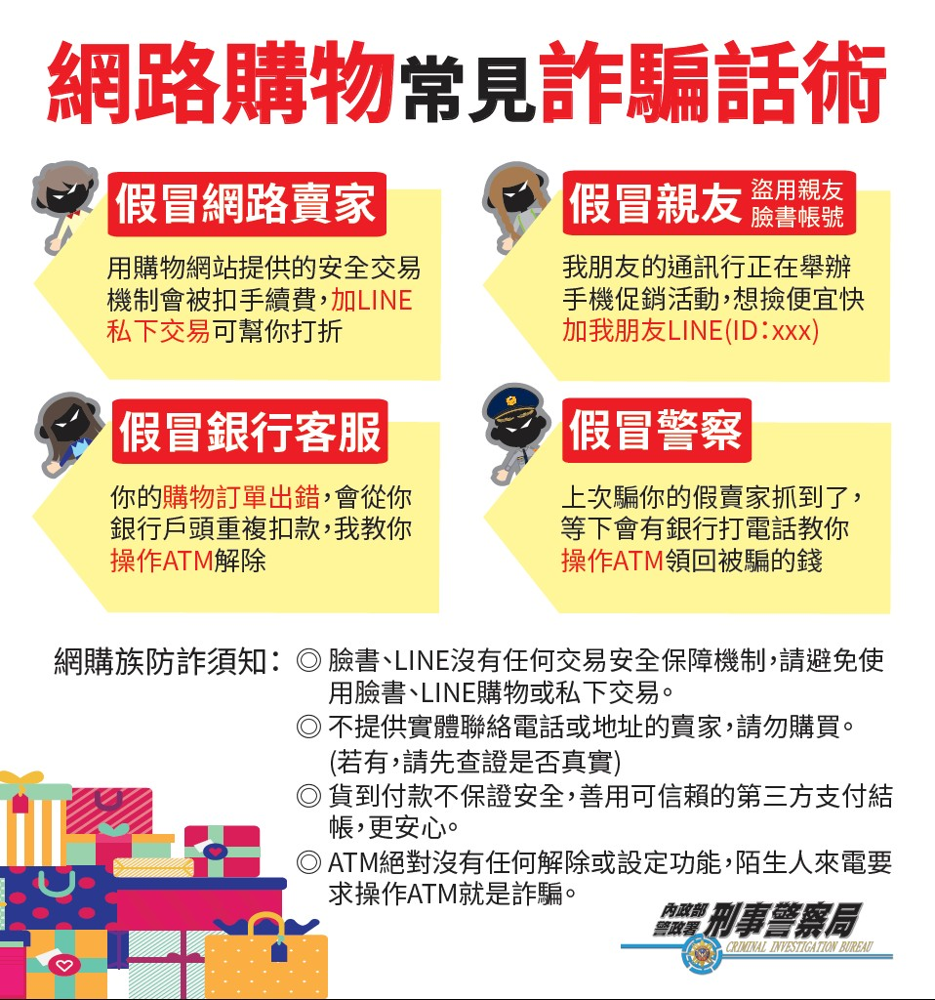 網路購物常見詐騙話術
假冒網路賣家
用購物網站提供的安全交易
機制會被扣手續費，加LINE
私下交易可幫你打折
假冒親友 盜用親友
臉書帳號
我朋友的通訊行正在舉辦
手機促銷活動，想撿便宜快
加我朋友LINE(ID：xxx)
假冒銀行客服
你的購物訂單出錯，會從你
銀行戶頭重複扣款，我教你
操作ATM解除
假冒警察
上次騙你的假賣家抓到了，
等下會有銀行打電話教你
操作ATM領回被騙的錢
網購族防詐須知：
◎ 臉書、LINE沒有任何交易安全保障機制，請避免使
用臉書、LINE購物或私下交易。
◎ 不提供實體聯絡電話或地址的賣家，請勿購買。
(若有，請先查證是否真實)
◎ 貨到付款不保證安全，善用可信賴的第三方支付結
帳，更安心。
◎ ATM絕對沒有任何解除或設定功能，陌生人來電要
求操作ATM就是詐騙。
內政部
警政署 刑事警察局
CRIMINAL INVESTIGATION BUREAU